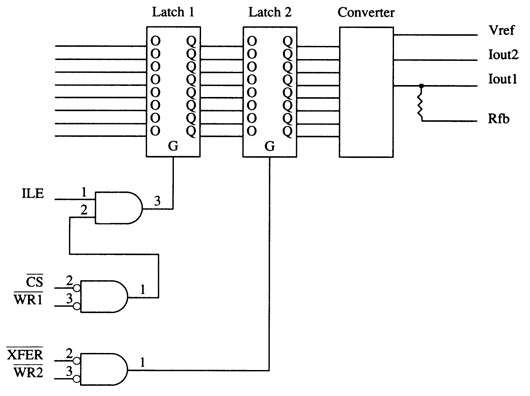 Latch 1 Latch 2 Converter
Vref
O Q O Q
O Q O Q Iout2
O Q O Q
O Q O Q Iout1
O Q O Q
O Q O Q
O Q O Q Rfb
O Q O Q
G G
ILE 1 3
2
CS 2 1
WR1 3
XFER 2 1
WR2 3